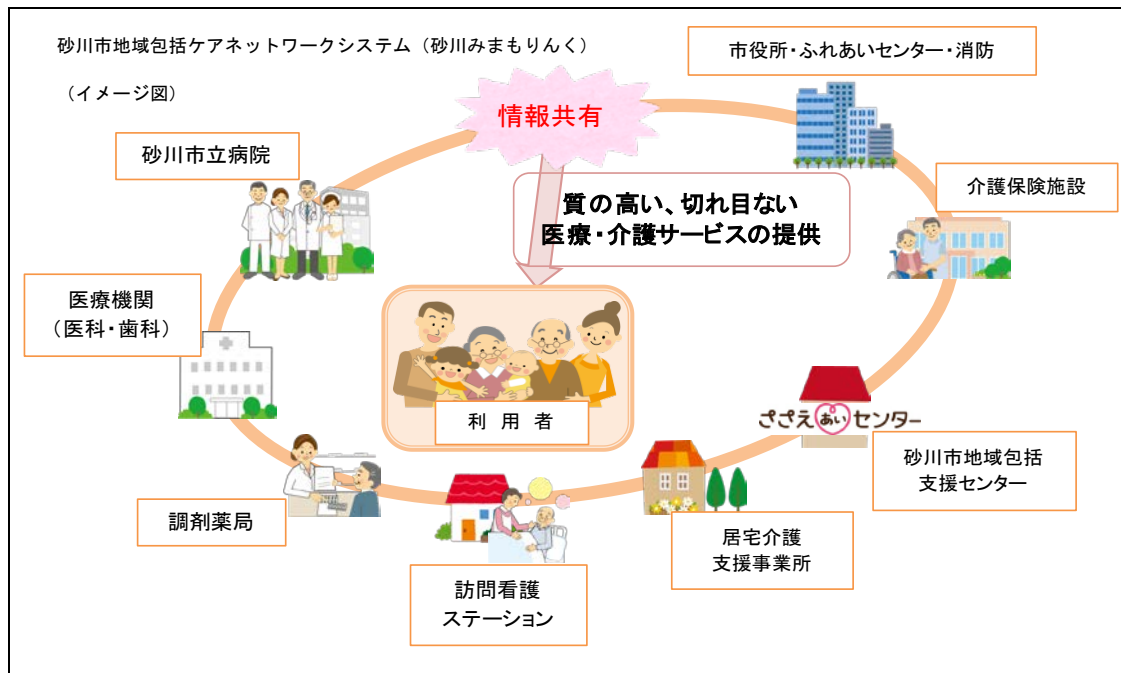 砂川市地域包括ケアネットワークシステム（砂川みまもりんく）
（イメージ図）
情報共有
市役所・ふれあいセンター・消防
砂川市立病院
介護保険施設
質の高い、切れ目ない
医療・介護サービスの提供
医療機関
（医科・歯科）
利用者
ささえあいセンター
砂川市地域包括
支援センター
調剤薬局
居宅介護
支援事業所
訪問看護
ステーション